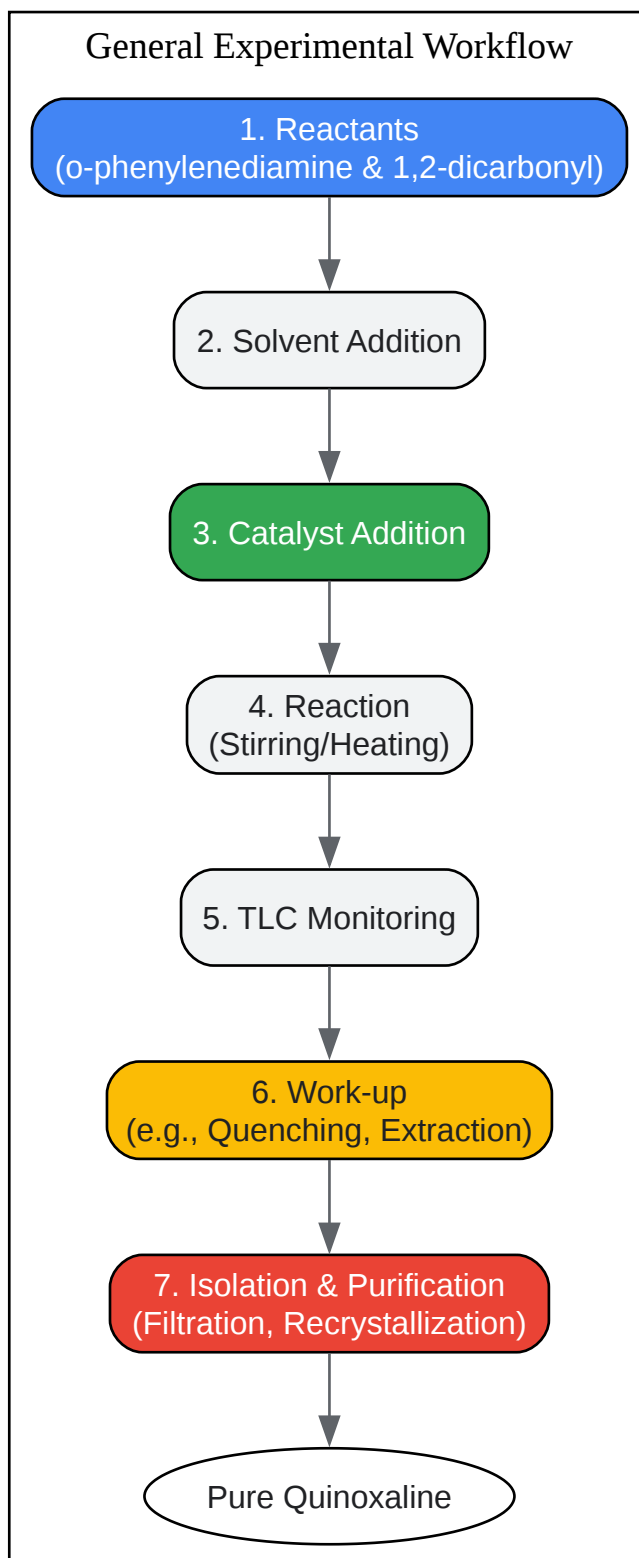 General Experimental Workflow
1. Reactants
(o-phenylenediamine & 1,2-dicarbonyl)
2. Solvent Addition
3. Catalyst Addition
4. Reaction
(Stirring/Heating)
5. TLC Monitoring
6. Work-up
(e.g., Quenching, Extraction)
7. Isolation & Purification
(Filtration, Recrystallization)
Pure Quinoxaline